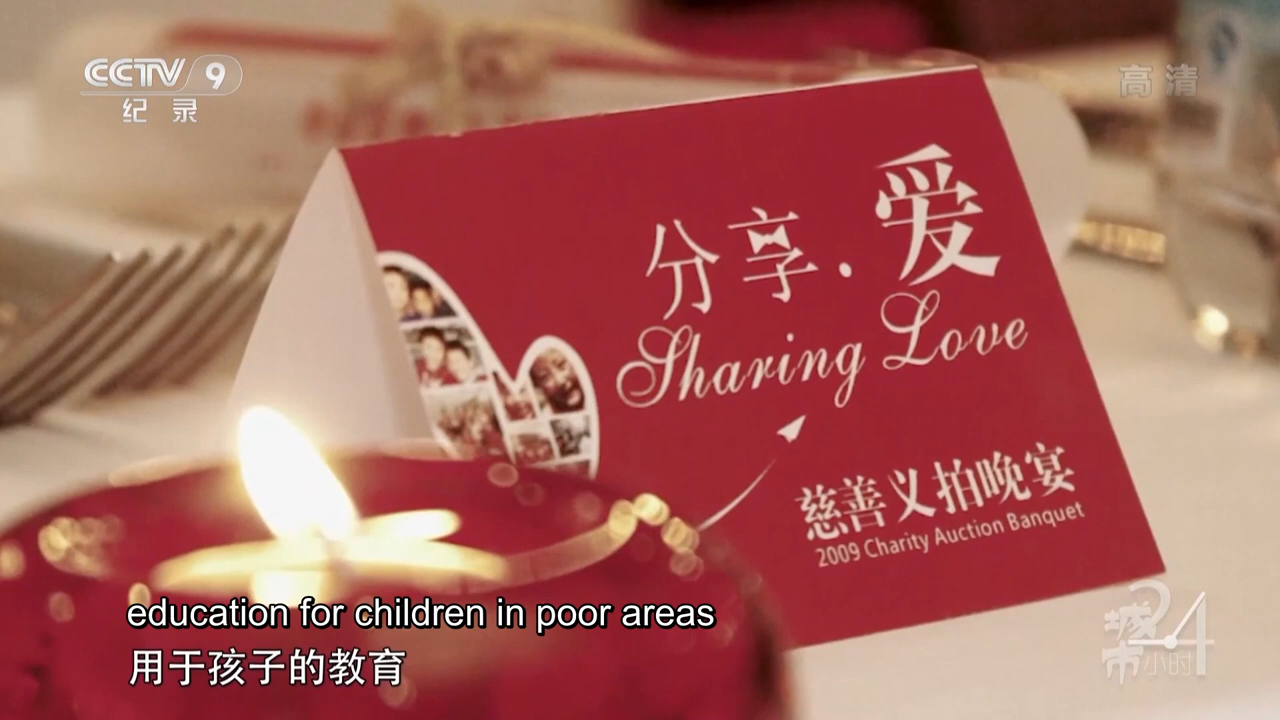 CCTV 9
纪录
高清
分享.爱
Sharing Love
慈善义拍晚宴
2009 Charity Auction Banquet
education for children in poor areas
用于孩子的教育
城市24小时